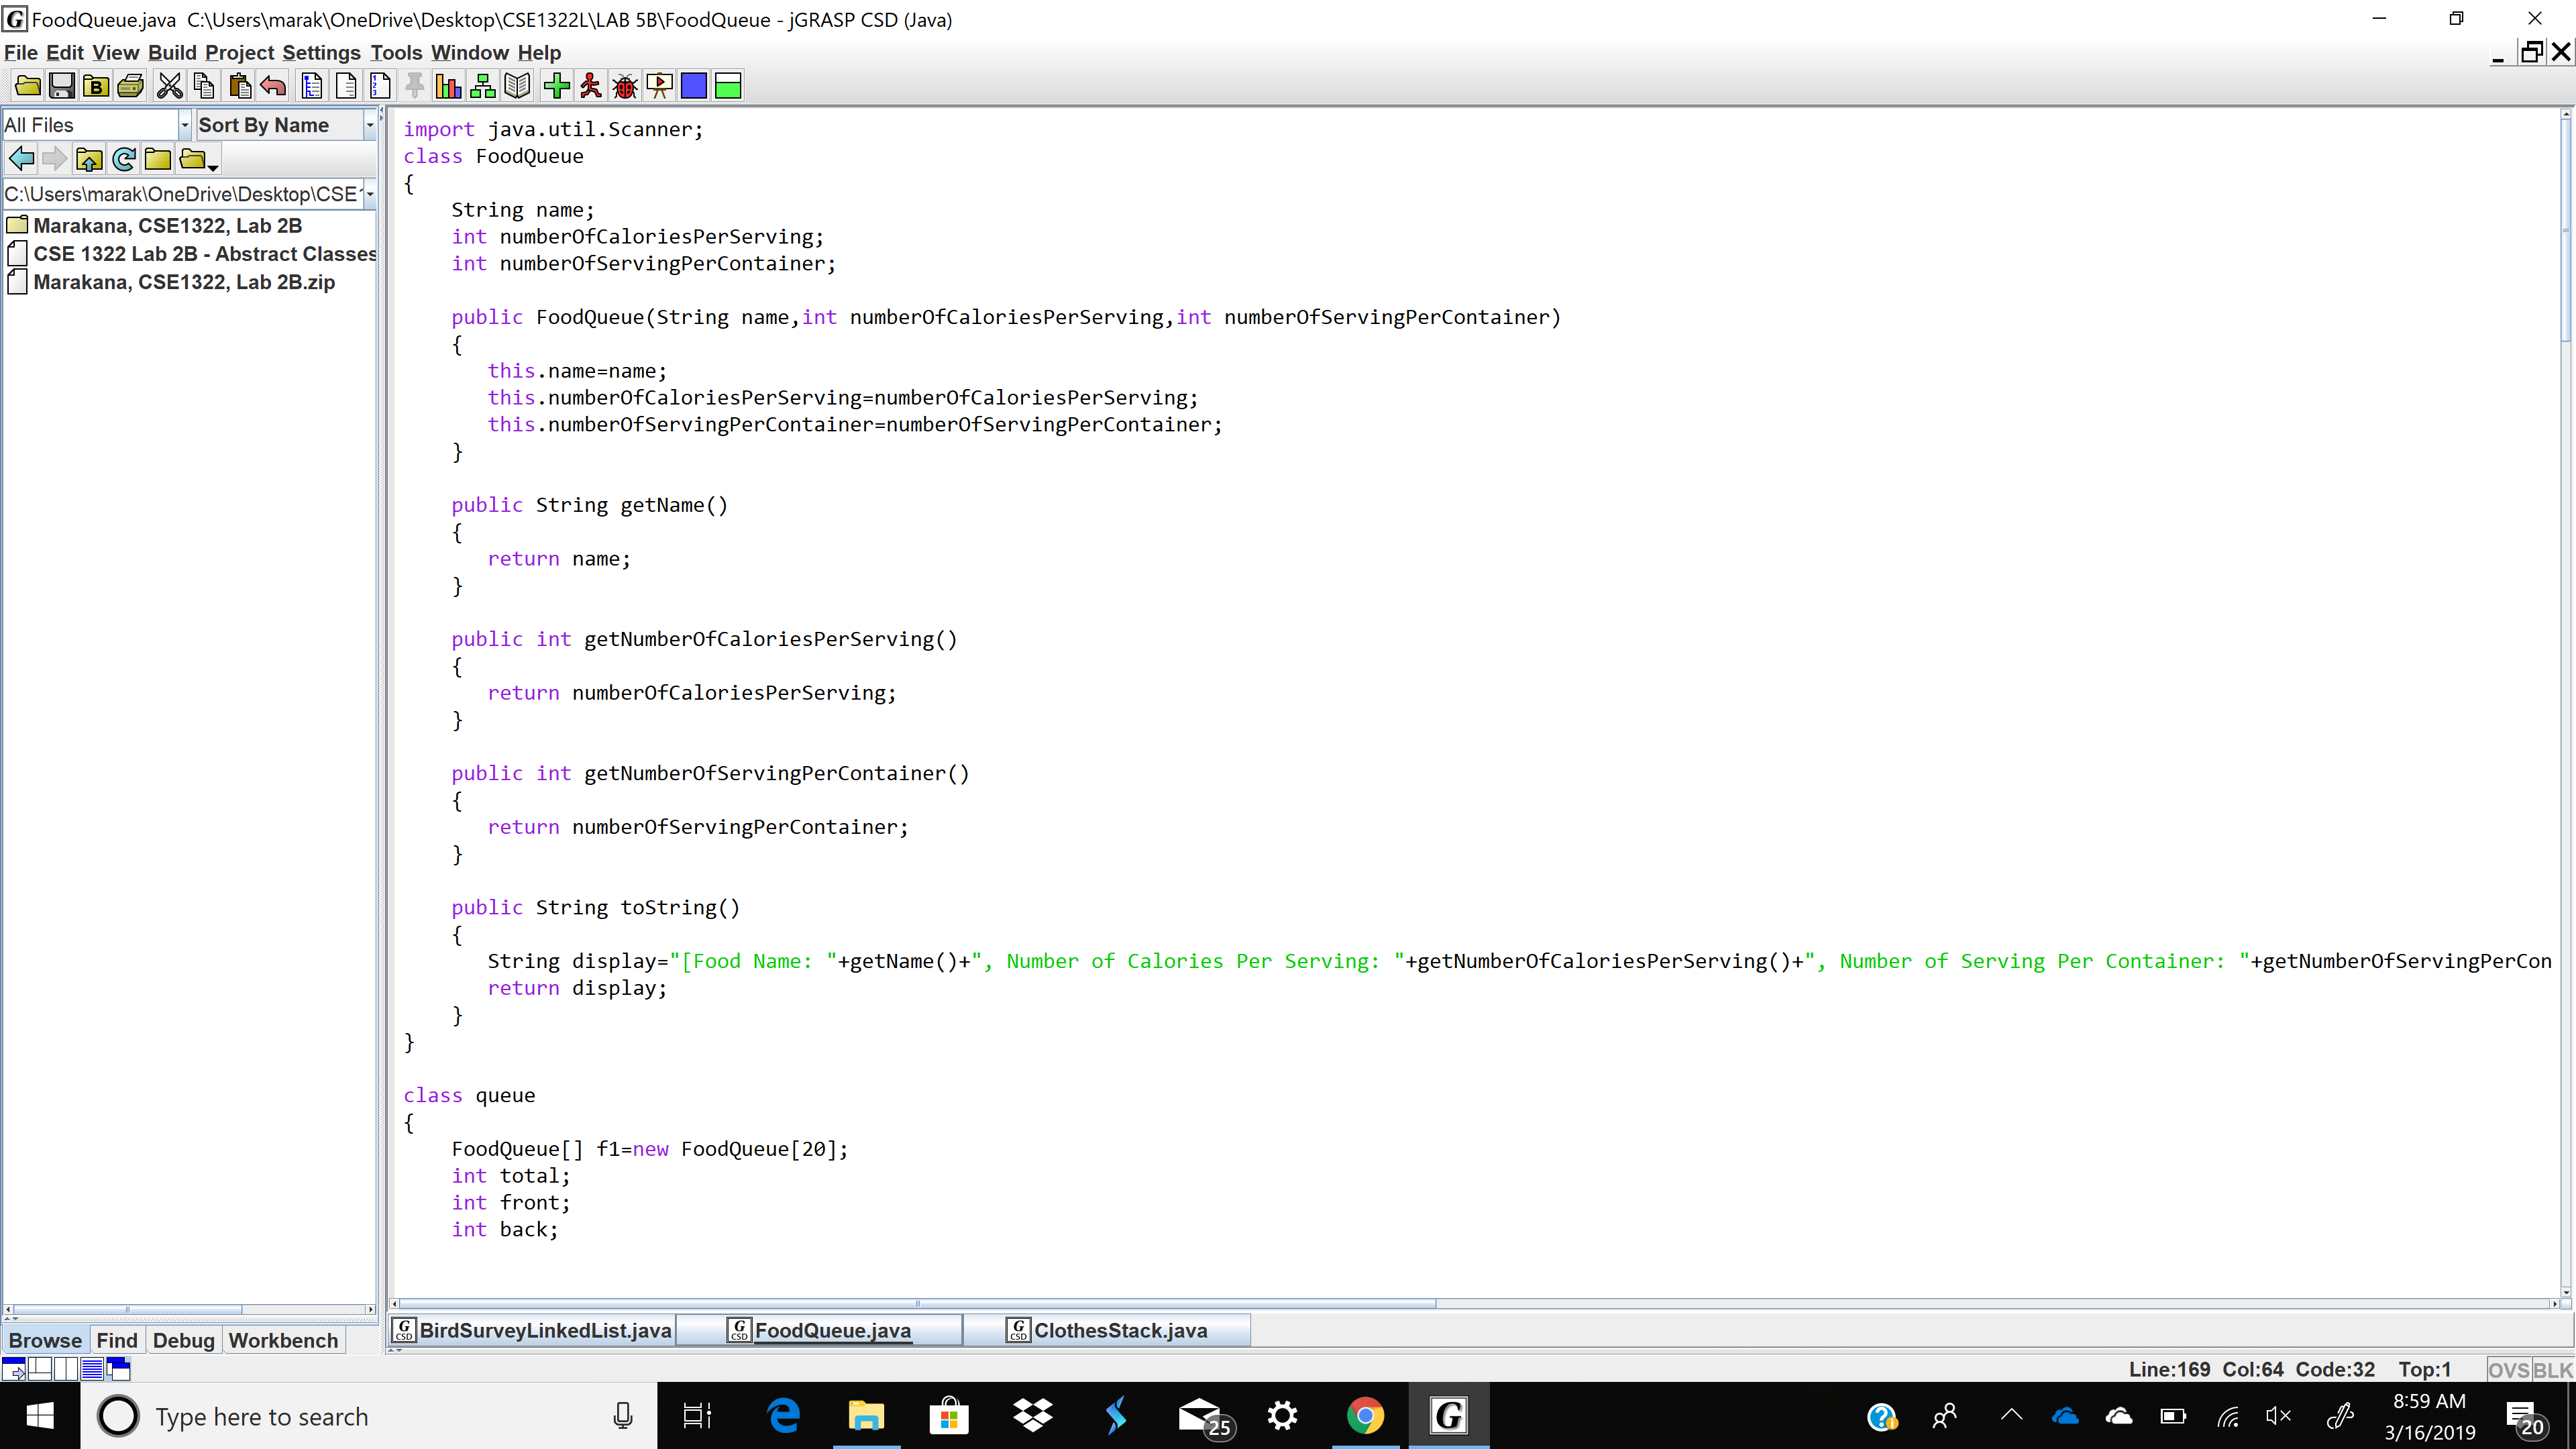 FoodQueue.java C:\Users\marak\OneDrive\Desktop\CSE1322L\LAB 5B\FoodQueue - jGRASP CSD (Java)
File Edit View Build Project Settings Tools Window Help
All Files
Sort By Name
C:\Users\marak\OneDrive\Desktop\CSE
Marakana, CSE1322, Lab 2B
CSE 1322 Lab 2B - Abstract Classes
Marakana, CSE1322, Lab 2B.zip
import java.util.Scanner;
class FoodQueue
{
String name;
int numberOfCaloriesPerServing;
int numberOfServingPerContainer;
public FoodQueue(String name,int numberOfCaloriesPerServing,int numberOfServingPerContainer)
{
this.name=name;
this.numberOfCaloriesPerServing=numberOfCaloriesPerServing;
this.numberOfServingPerContainer=numberOfServingPerContainer;
}
public String getName()
{
return name;
}
public int getNumberOfCaloriesPerServing()
{
return numberOfCaloriesPerServing;
}
public int getNumberOfServingPerContainer()
{
return numberOfServingPerContainer;
}
public String toString()
{
String display="[Food Name: "+getName()+", Number of Calories Per Serving: "+getNumberOfCaloriesPerServing()+", Number of Serving Per Container: "+getNumberOfServingPerCon
return display;
}
}
class queue
{
FoodQueue[] f1=new FoodQueue[20];
int total;
int front;
int back;
BirdSurveyLinkedList.java
FoodQueue.java
ClothesStack.java
Browse Find Debug Workbench
Line:169 Col:64 Code:32 Top:1 OVS BLK
Type here to search
25
8:59 AM
3/16/2019
20